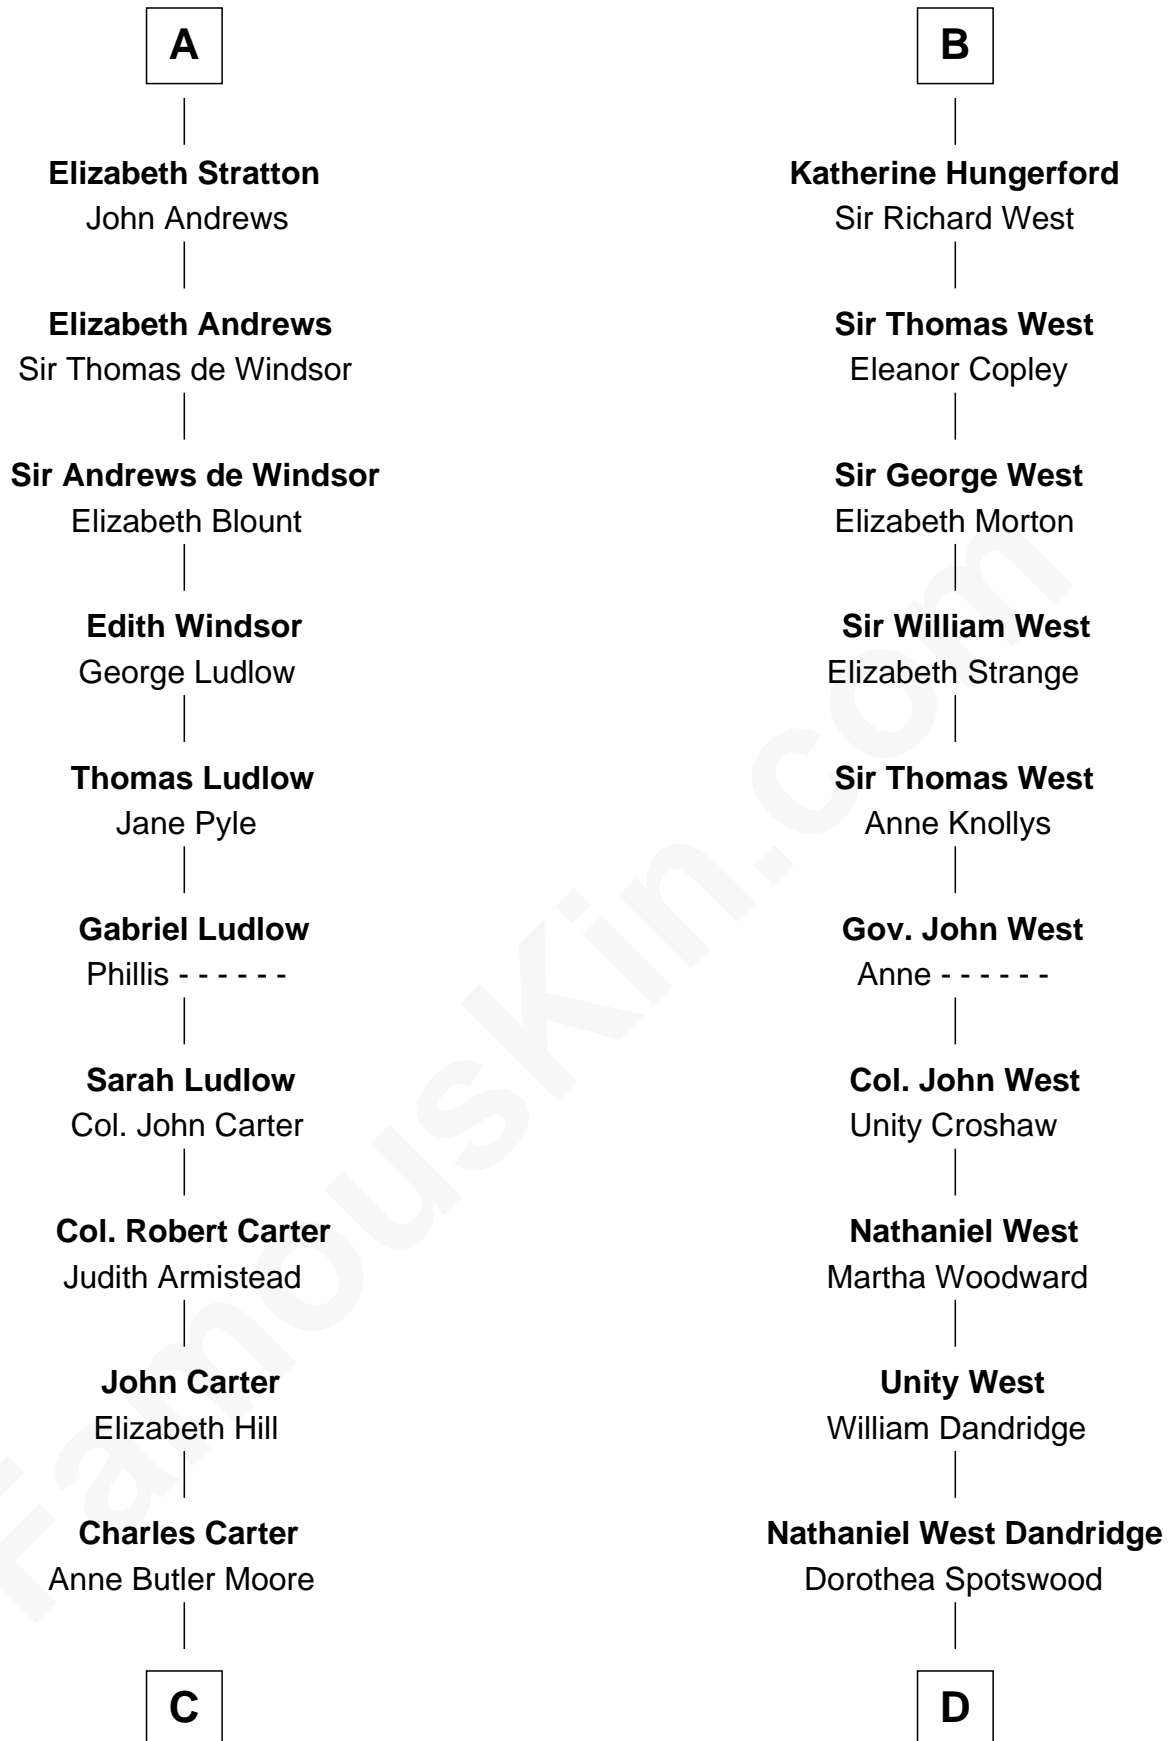 A
Elizabeth Stratton
John Andrews
Elizabeth Andrews
Sir Thomas de Windsor
Sir Andrews de Windsor
Elizabeth Blount
Edith Windsor
George Ludlow
Thomas Ludlow
Jane Pyle
Gabriel Ludlow
Phillis - - - - - -
Sarah Ludlow
Col. John Carter
Col. Robert Carter
Judith Armistead
John Carter
Elizabeth Hill
Charles Carter
Anne Butler Moore
C
B
Katherine Hungerford
Sir Richard West
Sir Thomas West
Eleanor Copley
Sir George West
Elizabeth Morton
Sir William West
Elizabeth Strange
Sir Thomas West
Anne Knollys
Gov. John West
Anne - - - - - -
Col. John West
Unity Croshaw
Nathaniel West
Martha Woodward
Unity West
William Dandridge
Nathaniel West Dandridge
Dorothea Spotswood
D
FamousKin.com